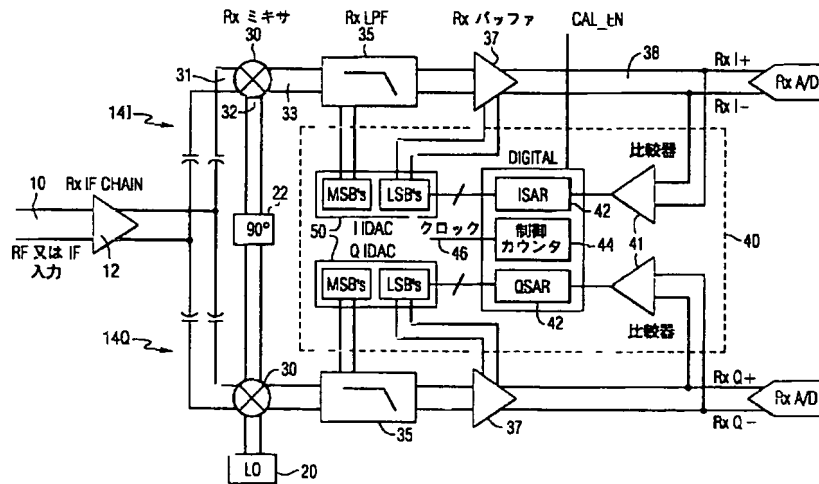 Rx ミキサ
30
Rx LPF
35
Rx バッファ
37
CAL_EN
31
32
33
38
Rx I+
Rx I−
Rx A/D
14I
10
Rx IF CHAIN
RF 又は IF
入力
12
22
90°
MSB's
LSB's
I IDAC
50
Q IDAC
MSB's
LSB's
DIGITAL
ISAR
42
クロック
46
制御
カウンタ
44
QSAR
42
比較器
41
比較器
40
14Q
30
35
37
Rx Q+
Rx Q−
Rx A/D
LO
20